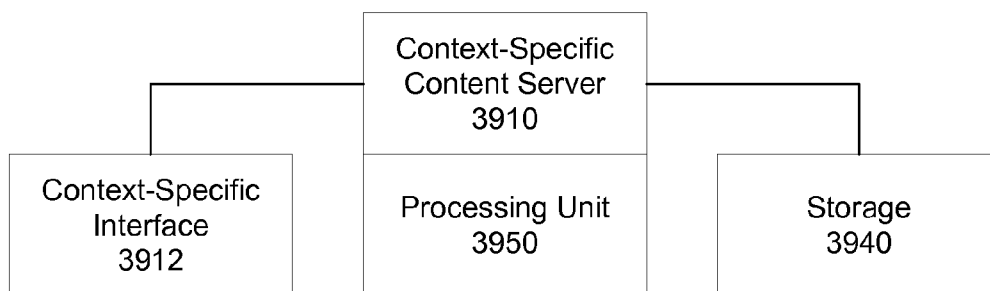 Context-Specific
Content Server
3910
Context-Specific
Interface
3912
Processing Unit
3950
Storage
3940